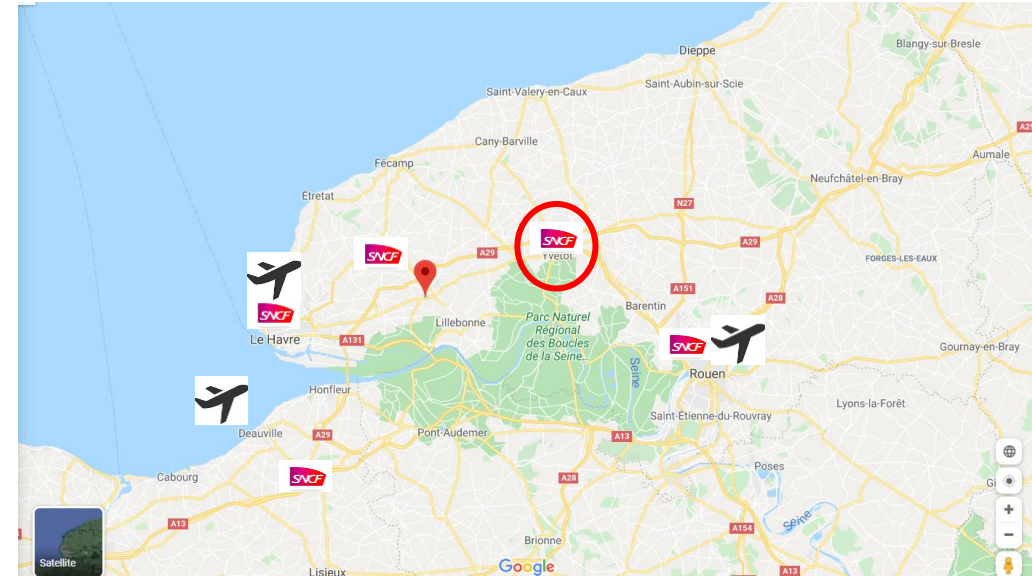 Dieppe
Blangy-sur-Bresle
Saint-Aubin-sur-Scie
Saint-Valery-en-Caux
A29
Cany-Barville
Aumale
Fécamp
Neufchâtel-en-Bray
Étretat
N27
SNCF
A29
SNCF
A29
Yvetot
FORGES-LES-EAUX
A151
A28
Barentin
SNCF
Lillebonne
Parc Naturel
Régional
des Boucles
de la Seine...
Le Havre
A131
SNCF
Gournay-en-Bray
Rouen
Seine
Honfleur
Lyons-la-Forêt
Saint-Étienne-du-Rouvray
Deauville
A29
Pont-Audemer
A13
Poses
SNCF
Cabourg
A28
Gi
A13
Seine
A154
Brionne
Satellite
Google
Lisieux
A13